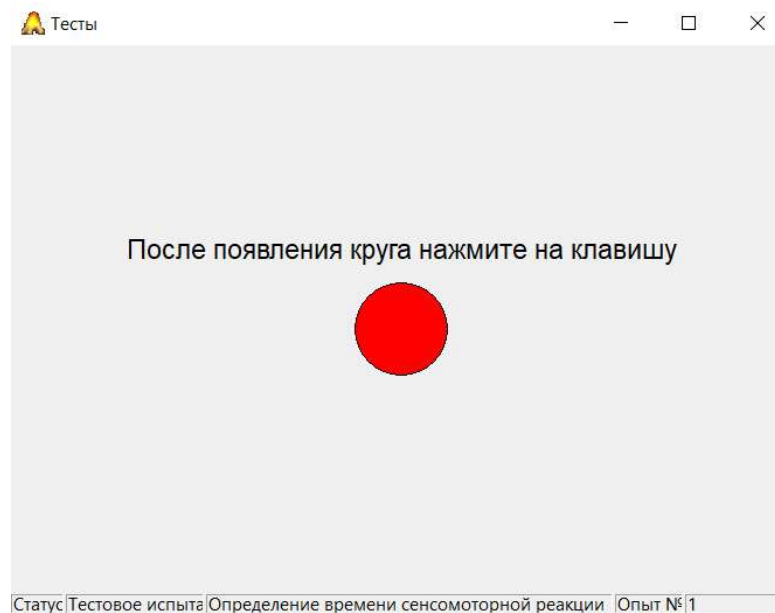 Тесты
После появления круга нажмите на клавишу
Статус Тестовое испыта Определение времени сенсомоторной реакции Опыт № 1